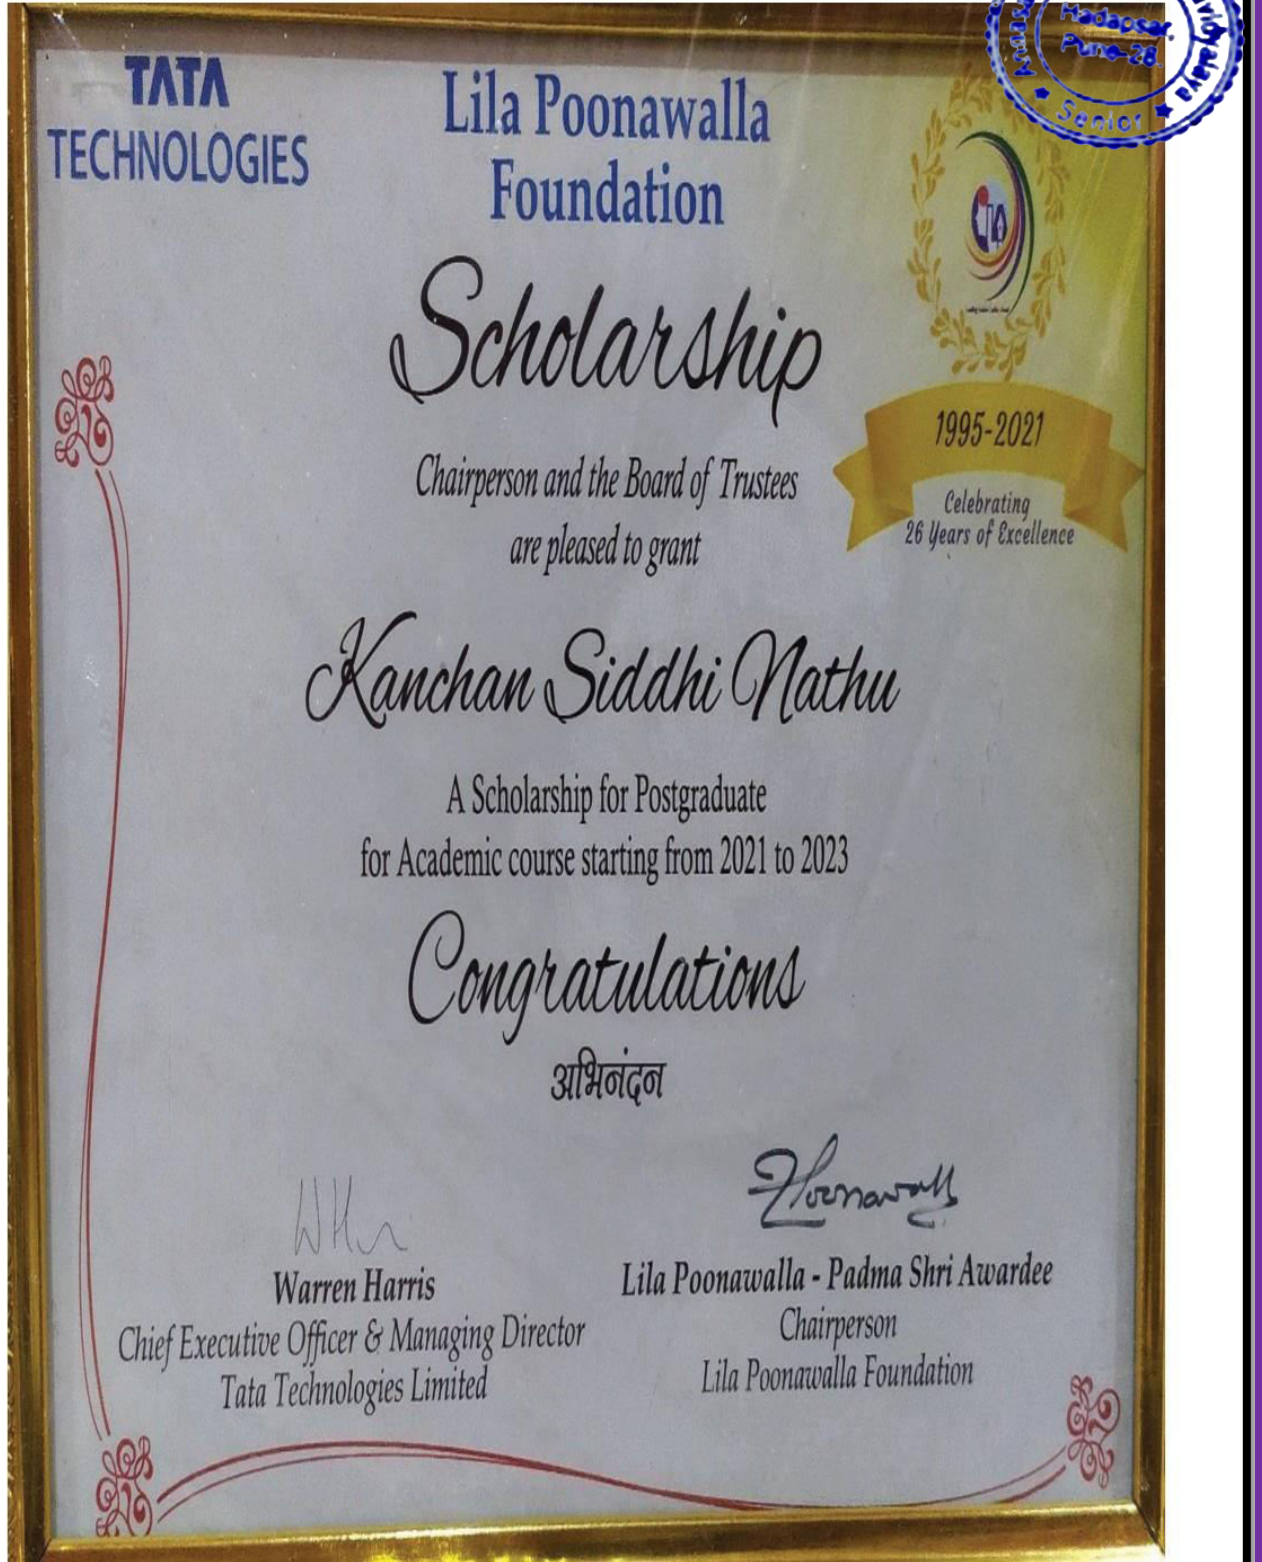 TATA
TECHNOLOGIES
Lila Poonawalla
Foundation
Hadapsar,
Pune-28.
Senior
Scholarship
1995-2021
Celebrating
26 Years of Excellence
Chairperson and the Board of Trustees
are pleased to grant
Kanchan Siddhi Nathu
A Scholarship for Postgraduate
for Academic course starting from 2021 to 2023
Congratulations
अभिनंदन
Warren Harris
Chief Executive Officer & Managing Director
Tata Technologies Limited
Lila Poonawalla - Padma Shri Awardee
Chairperson
Lila Poonawalla Foundation